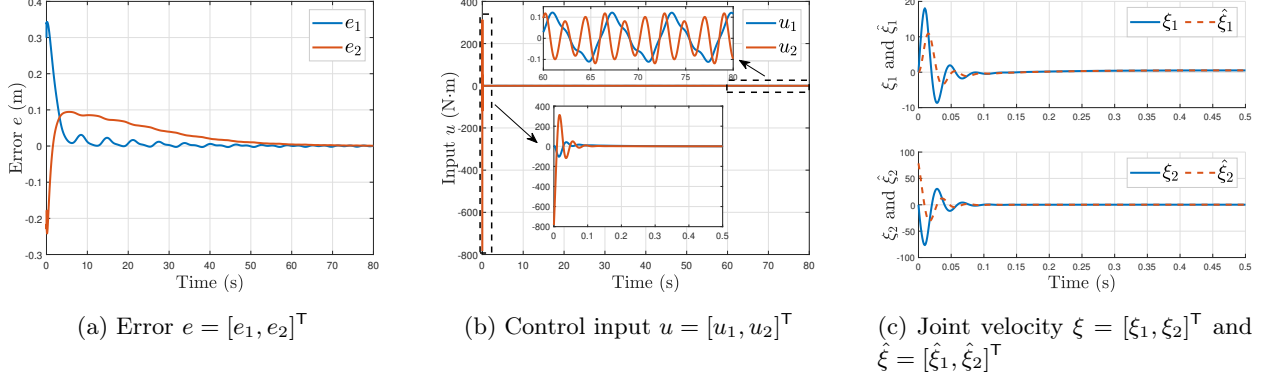 0.4
0.3
0.2
0.1
0
-0.1
-0.2
-0.3
Error e (m)
e₁
e₂
0 10 20 30 40 50 60 70 80
Time (s)
(a) Error e = [e₁, e₂]ᵀ
400
200
0
-200
-400
-600
-800
Input u (N·m)
0.1
0
-0.1
60 65 70 75 80
u₁
u₂
400
200
0
-200
-400
-600
-800
0 0.1 0.2 0.3 0.4 0.5
0 10 20 30 40 50 60 70 80
Time (s)
(b) Control input u = [u₁, u₂]ᵀ
20
10
0
-10
ξ₁ and ξ̂₁
ξ₁ ξ̂₁
0 0.05 0.1 0.15 0.2 0.25 0.3 0.35 0.4 0.45 0.5
100
50
0
-50
-100
ξ₂ and ξ̂₂
ξ₂ ξ̂₂
0 0.05 0.1 0.15 0.2 0.25 0.3 0.35 0.4 0.45 0.5
Time (s)
(c) Joint velocity ξ = [ξ₁, ξ₂]ᵀ and
ξ̂ = [ξ̂₁, ξ̂₂]ᵀ